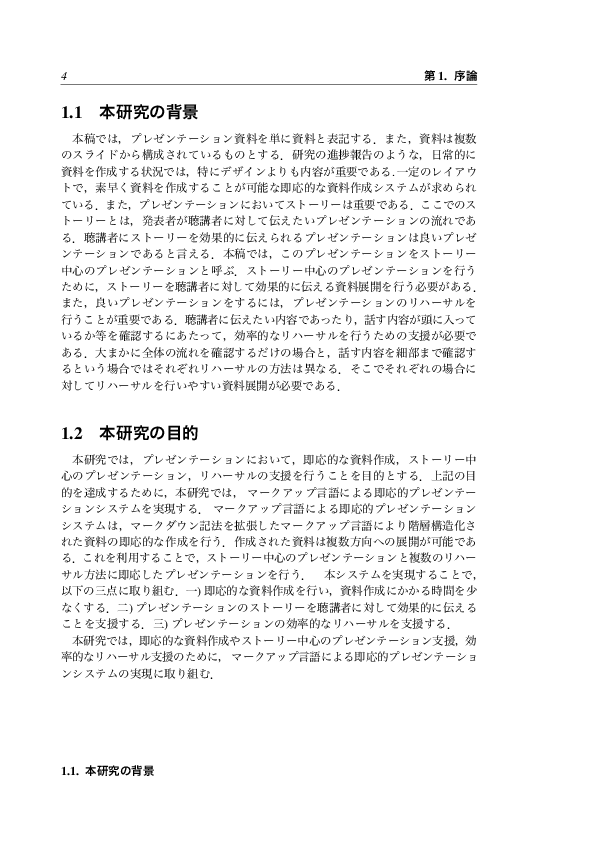 4 第 1. 序論
1.1 本研究の背景
本稿では，プレゼンテーション資料を単に資料と表記する．また，資料は複数
のスライドから構成されているものとする．研究の進捗報告のような，日常的に
資料を作成する状況では，特にデザインよりも内容が重要である.一定のレイアウ
トで，素早く資料を作成することが可能な即応的な資料作成システムが求められ
ている．また，プレゼンテーションにおいてストーリーは重要である．ここでのス
トーリーとは，発表者が聴講者に対して伝えたいプレゼンテーションの流れであ
る．聴講者にストーリーを効果的に伝えられるプレゼンテーションは良いプレゼ
ンテーションであると言える．本稿では，このプレゼンテーションをストーリー
中心のプレゼンテーションと呼ぶ．ストーリー中心のプレゼンテーションを行う
ために，ストーリーを聴講者に対して効果的に伝える資料展開を行う必要がある．
また，良いプレゼンテーションをするには，プレゼンテーションのリハーサルを
行うことが重要である．聴講者に伝えたい内容であったり，話す内容が頭に入って
いるか等を確認するにあたって，効率的なリハーサルを行うための支援が必要で
ある．大まかに全体の流れを確認するだけの場合と，話す内容を細部まで確認す
るという場合ではそれぞれリハーサルの方法は異なる．そこでそれぞれの場合に
対してリハーサルを行いやすい資料展開が必要である．
1.2 本研究の目的
本研究では，プレゼンテーションにおいて，即応的な資料作成，ストーリー中
心のプレゼンテーション，リハーサルの支援を行うことを目的とする．上記の目
的を達成するために，本研究では， マークアップ言語による即応的プレゼンテー
ションシステムを実現する． マークアップ言語による即応的プレゼンテーション
システムは，マークダウン記法を拡張したマークアップ言語により階層構造化さ
れた資料の即応的な作成を行う．作成された資料は複数方向への展開が可能であ
る．これを利用することで，ストーリー中心のプレゼンテーションと複数のリハー
サル方法に即応したプレゼンテーションを行う． 本システムを実現することで，
以下の三点に取り組む．一) 即応的な資料作成を行い，資料作成にかかる時間を少
なくする．二) プレゼンテーションのストーリーを聴講者に対して効果的に伝える
ことを支援する．三) プレゼンテーションの効率的なリハーサルを支援する．
本研究では，即応的な資料作成やストーリー中心のプレゼンテーション支援，効
率的なリハーサル支援のために， マークアップ言語による即応的プレゼンテーショ
ンシステムの実現に取り組む．
1.1. 本研究の背景